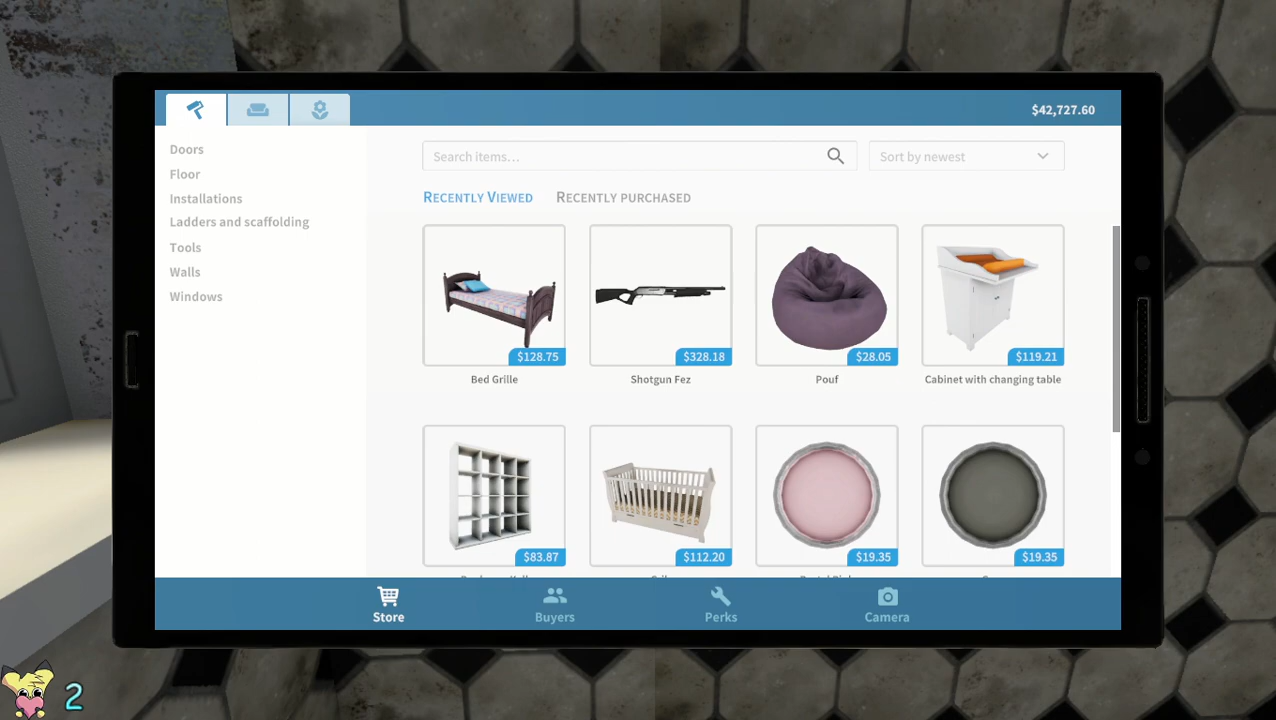 $42,727.60
Doors
Floor
Installations
Ladders and scaffolding
Tools
Walls
Windows
Search items...
Sort by newest
RECENTLY VIEWED
RECENTLY PURCHASED
$128.75
$328.18
$28.05
$119.21
Bed Grille
Shotgun Fez
Pouf
Cabinet with changing table
$83.87
$112.20
$19.35
$19.35
Store
Buyers
Perks
Camera
2